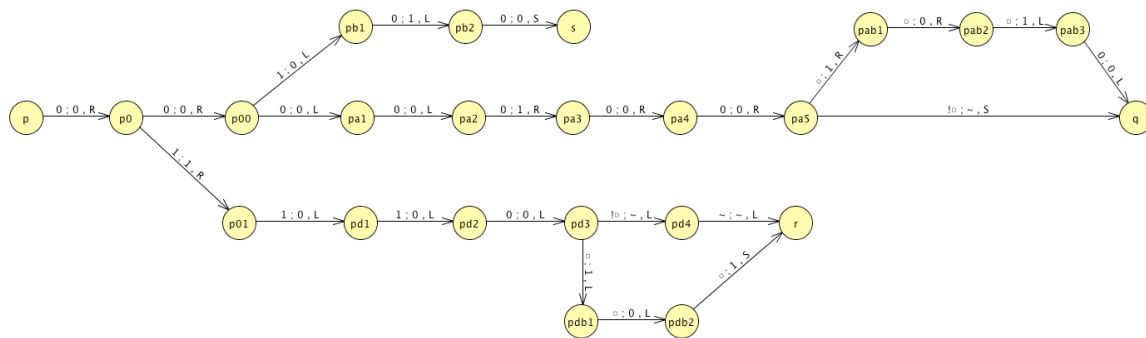 pb1 0;1,L pb2 0;0,S s
pab1 □;0,R pab2 □;1,L pab3
1;0,L
□;1,R
0;0,L
p 0;0,R p0 0;0,R p00 0;0,L pa1 0;0,L pa2 0;1,R pa3 0;0,R pa4 0;0,R pa5 !□;~,S q
1;1,R
p01 1;0,L pd1 1;0,L pd2 0;0,L pd3 !□;~,L pd4 ~;~,L r
□;1,L
□;1,S
pdb1 □;0,L pdb2